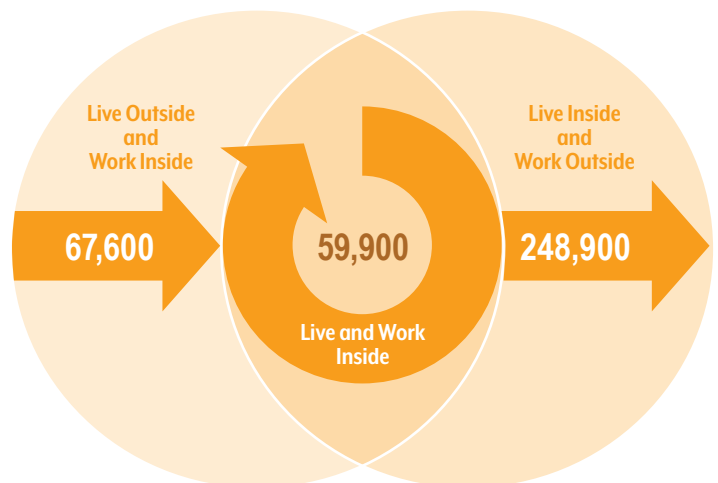 Live Outside
and
Work Inside
67,600
59,900
Live and Work
Inside
Live Inside
and
Work Outside
248,900